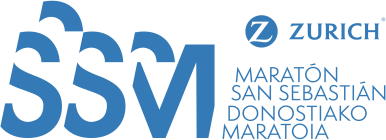 SSM
Z ZURICH®
MARATÓN
SAN SEBASTIÁN
DONOSTIAKO
MARATOIA